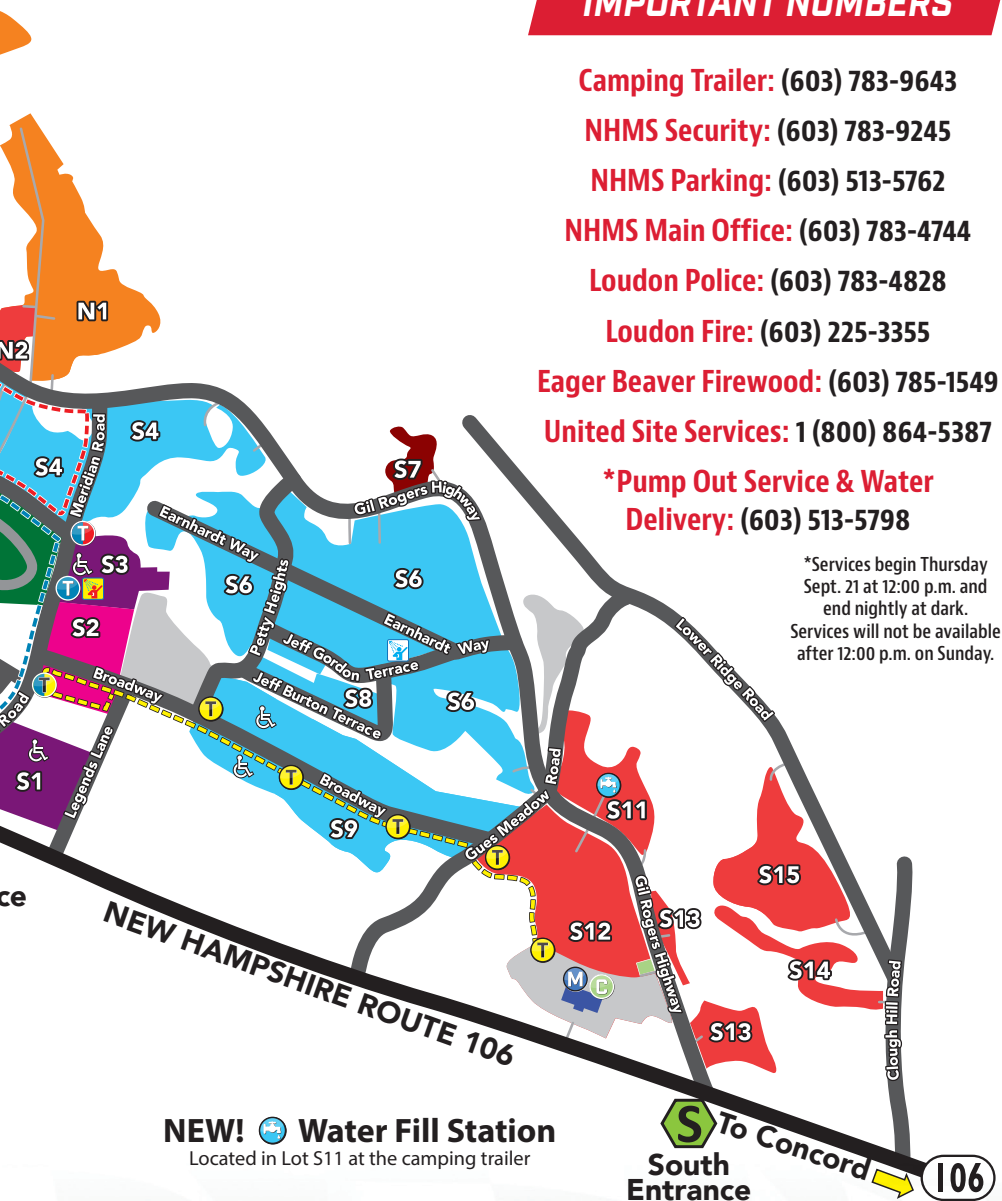 IMPORTANT NUMBERS
Camping Trailer: (603) 783-9643
NHMS Security: (603) 783-9245
NHMS Parking: (603) 513-5762
NHMS Main Office: (603) 783-4744
Loudon Police: (603) 783-4828
Loudon Fire: (603) 225-3355
Eager Beaver Firewood: (603) 785-1549
United Site Services: 1 (800) 864-5387
*Pump Out Service & Water
Delivery: (603) 513-5798
*Services begin Thursday
Sept. 21 at 12:00 p.m. and
end nightly at dark.
Services will not be available
after 12:00 p.m. on Sunday.
N1
N2
S4
S4
Meridian Road
S7
Gil Rogers Highway
T
S3
T
S2
Earnhardt Way
S6
S6
Petty Heights
Earnhardt Way
Jeff Gordon Terrace
Jeff Burton Terrace
S8
S6
Lower Ridge Road
T
Broadway
T
Road
S1
Legends Lane
T
Broadway
S9
T
Gues Meadow Road
T
S11
S12
T
Gil Rogers Highway
S13
S15
S14
M
C
S13
Clough Hill Road
ce
NEW HAMPSHIRE ROUTE 106
NEW! Water Fill Station
Located in Lot S11 at the camping trailer
S
South
Entrance
To Concord
106